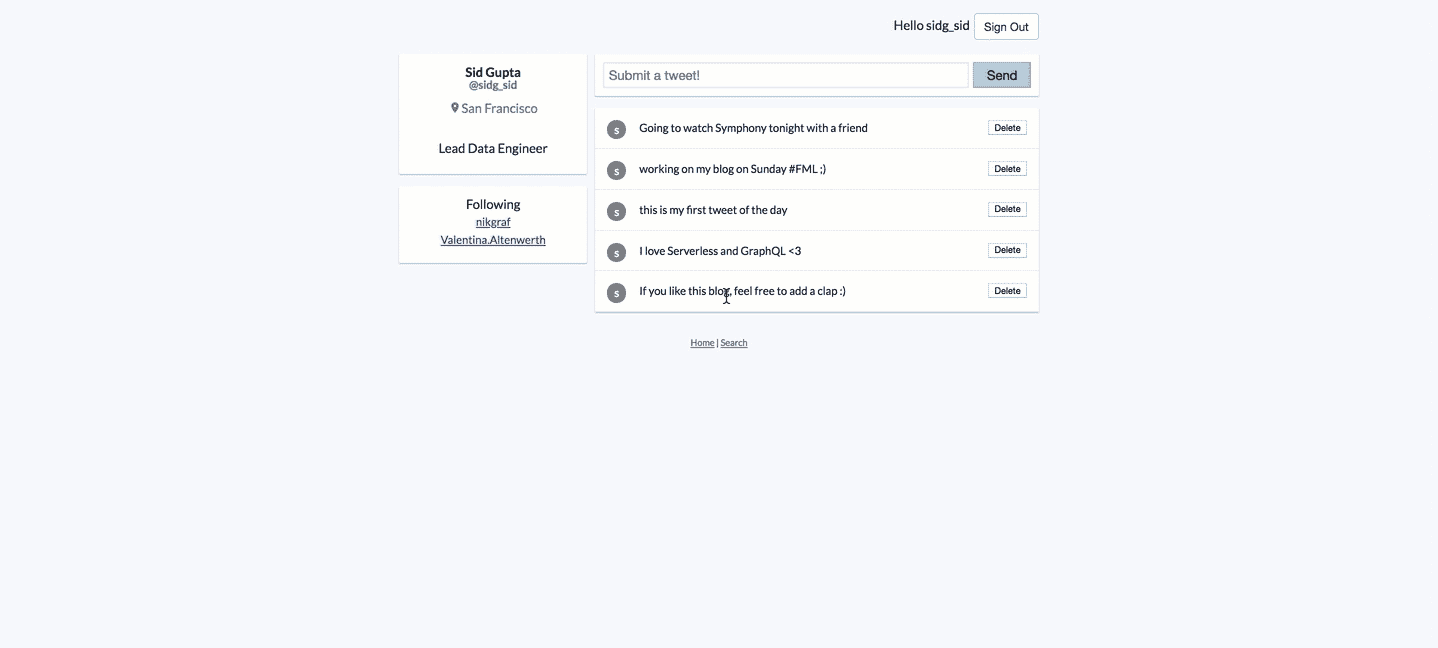 Hello sidg_sid Sign Out
Sid Gupta
@sidg_sid
San Francisco
Lead Data Engineer
Following
nikgraf
Valentina.Altenwerth
Submit a tweet! Send
s Going to watch Symphony tonight with a friend Delete
s working on my blog on Sunday #FML ;) Delete
s this is my first tweet of the day Delete
s I love Serverless and GraphQL <3 Delete
s If you like this blog, feel free to add a clap :) Delete
Home | Search